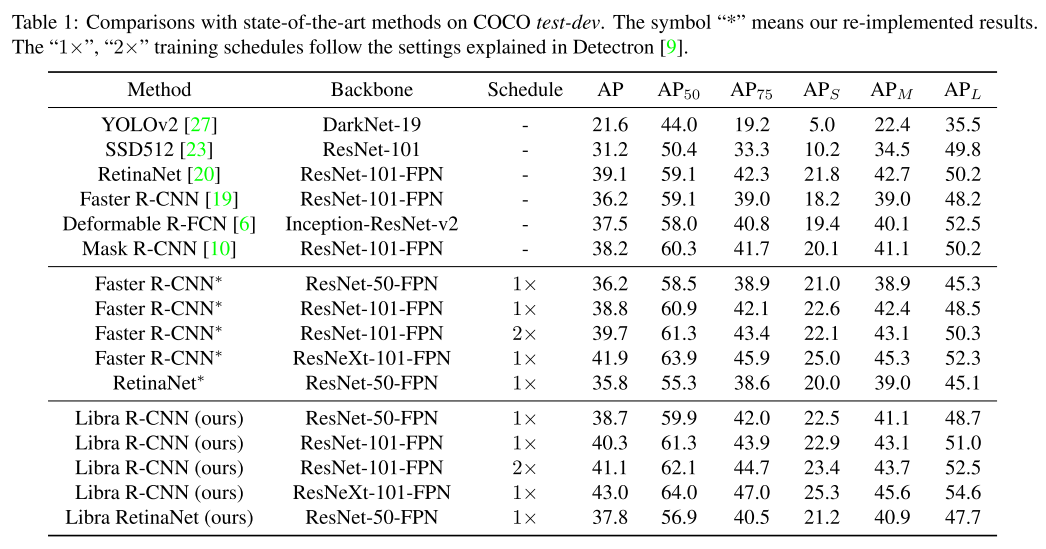 Table 1: Comparisons with state-of-the-art methods on COCO test-dev. The symbol “*” means our re-implemented results.
The “1×”, “2×” training schedules follow the settings explained in Detectron [9].
Method Backbone Schedule AP AP50 AP75 APS APM APL
YOLOv2 [27] DarkNet-19 - 21.6 44.0 19.2 5.0 22.4 35.5
SSD512 [23] ResNet-101 - 31.2 50.4 33.3 10.2 34.5 49.8
RetinaNet [20] ResNet-101-FPN - 39.1 59.1 42.3 21.8 42.7 50.2
Faster R-CNN [19] ResNet-101-FPN - 36.2 59.1 39.0 18.2 39.0 48.2
Deformable R-FCN [6] Inception-ResNet-v2 - 37.5 58.0 40.8 19.4 40.1 52.5
Mask R-CNN [10] ResNet-101-FPN - 38.2 60.3 41.7 20.1 41.1 50.2
Faster R-CNN* ResNet-50-FPN 1× 36.2 58.5 38.9 21.0 38.9 45.3
Faster R-CNN* ResNet-101-FPN 1× 38.8 60.9 42.1 22.6 42.4 48.5
Faster R-CNN* ResNet-101-FPN 2× 39.7 61.3 43.4 22.1 43.1 50.3
Faster R-CNN* ResNeXt-101-FPN 1× 41.9 63.9 45.9 25.0 45.3 52.3
RetinaNet* ResNet-50-FPN 1× 35.8 55.3 38.6 20.0 39.0 45.1
Libra R-CNN (ours) ResNet-50-FPN 1× 38.7 59.9 42.0 22.5 41.1 48.7
Libra R-CNN (ours) ResNet-101-FPN 1× 40.3 61.3 43.9 22.9 43.1 51.0
Libra R-CNN (ours) ResNet-101-FPN 2× 41.1 62.1 44.7 23.4 43.7 52.5
Libra R-CNN (ours) ResNeXt-101-FPN 1× 43.0 64.0 47.0 25.3 45.6 54.6
Libra RetinaNet (ours) ResNet-50-FPN 1× 37.8 56.9 40.5 21.2 40.9 47.7